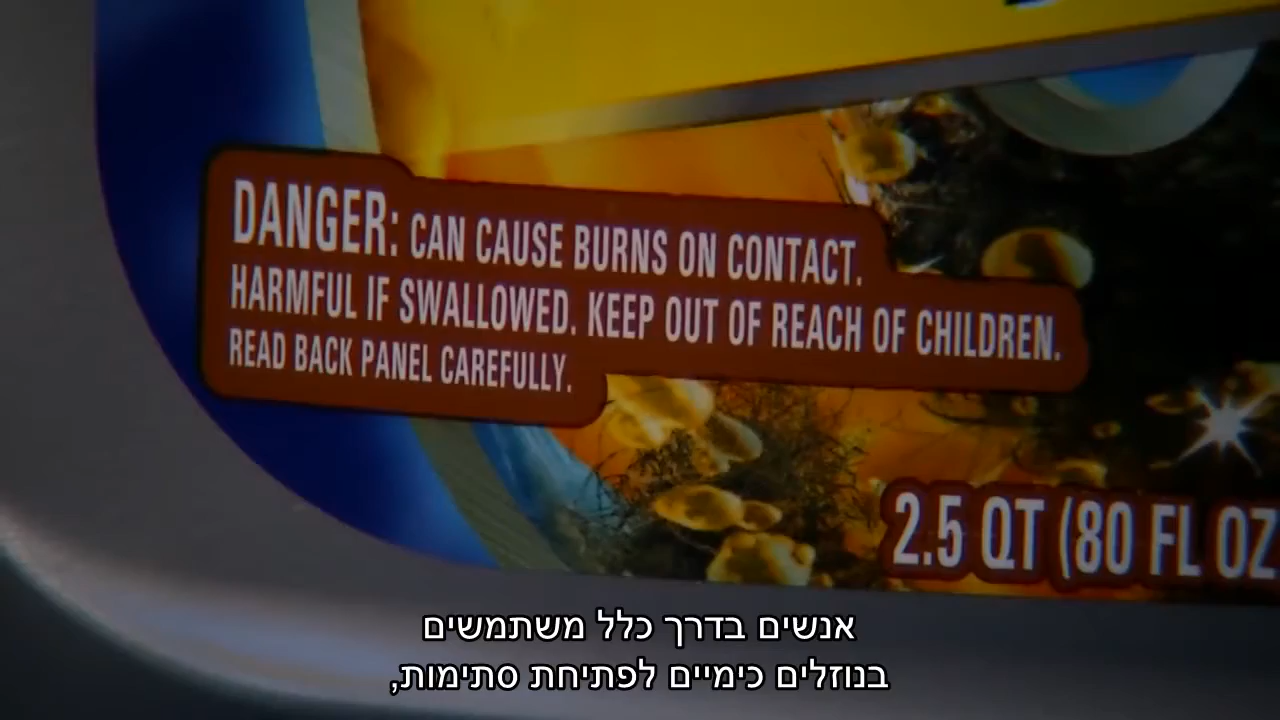 DANGER: CAN CAUSE BURNS ON CONTACT.
HARMFUL IF SWALLOWED. KEEP OUT OF REACH OF CHILDREN.
READ BACK PANEL CAREFULLY.
2.5 QT (80 FL OZ
אנשים בדרך כלל משתמשים
בנוזלים כימיים לפתיחת סתימות,